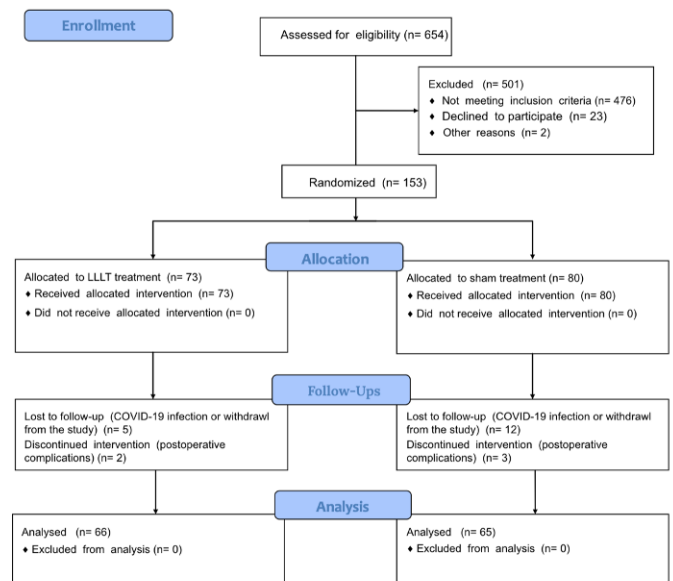 Enrollment
Assessed for eligibility (n= 654)
Excluded (n= 501)
♦ Not meeting inclusion criteria (n= 476)
♦ Declined to participate (n= 23)
♦ Other reasons (n= 2)
Randomized (n= 153)
Allocation
Allocated to LLLT treatment (n= 73)
♦ Received allocated intervention (n= 73)
♦ Did not receive allocated intervention (n= 0)
Allocated to sham treatment (n= 80)
♦ Received allocated intervention (n= 80)
♦ Did not receive allocated intervention (n= 0)
Follow-Ups
Lost to follow-up (COVID-19 infection or withdrawl
from the study) (n= 5)
Discontinued intervention (postoperative
complications) (n= 2)
Lost to follow-up (COVID-19 infection or withdrawl
from the study) (n= 12)
Discontinued intervention (postoperative
complications) (n= 3)
Analysis
Analysed (n= 66)
♦ Excluded from analysis (n= 0)
Analysed (n= 65)
♦ Excluded from analysis (n= 0)